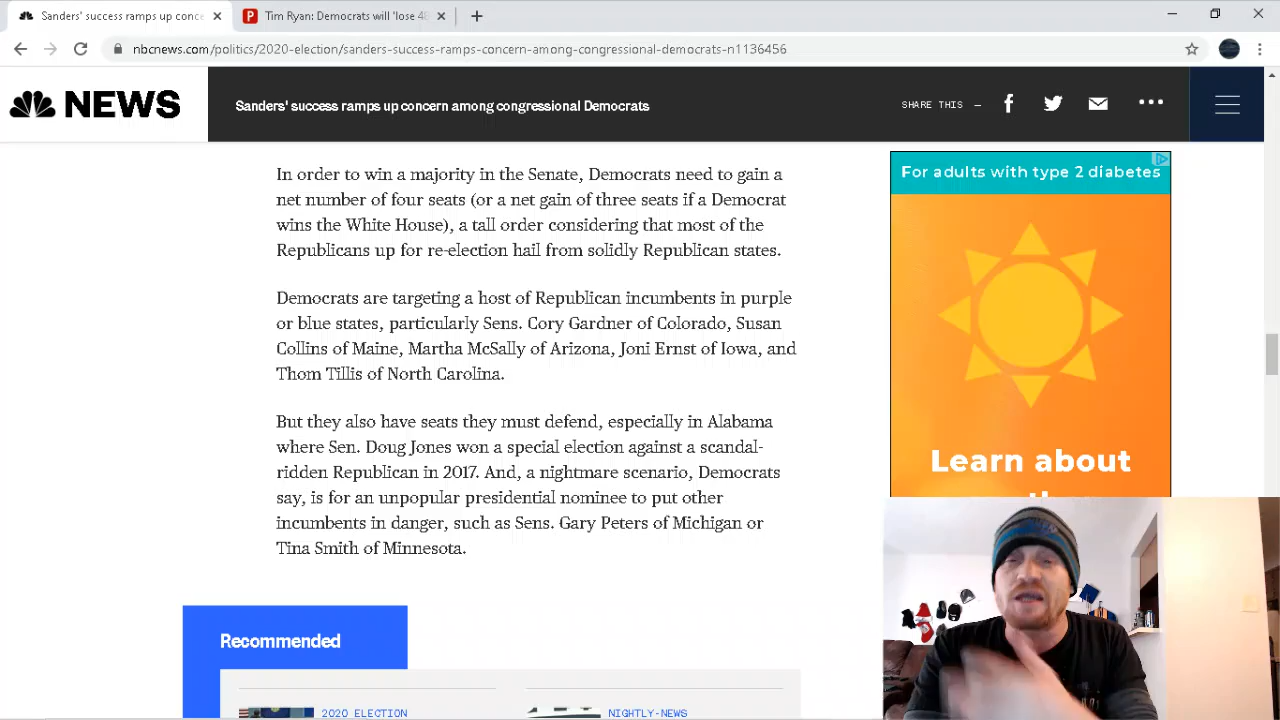 Sanders' success ramps up conce
Tim Ryan: Democrats will 'lose 48
nbcnews.com/politics/2020-election/sanders-success-ramps-concern-among-congressional-democrats-n1136456
NEWS
Sanders' success ramps up concern among congressional Democrats
SHARE THIS —
In order to win a majority in the Senate, Democrats need to gain a
net number of four seats (or a net gain of three seats if a Democrat
wins the White House), a tall order considering that most of the
Republicans up for re-election hail from solidly Republican states.
Democrats are targeting a host of Republican incumbents in purple
or blue states, particularly Sens. Cory Gardner of Colorado, Susan
Collins of Maine, Martha McSally of Arizona, Joni Ernst of Iowa, and
Thom Tillis of North Carolina.
But they also have seats they must defend, especially in Alabama
where Sen. Doug Jones won a special election against a scandal-
ridden Republican in 2017. And, a nightmare scenario, Democrats
say, is for an unpopular presidential nominee to put other
incumbents in danger, such as Sens. Gary Peters of Michigan or
Tina Smith of Minnesota.
For adults with type 2 diabetes
Learn about
Recommended
2020 ELECTION
NIGHTLY-NEWS